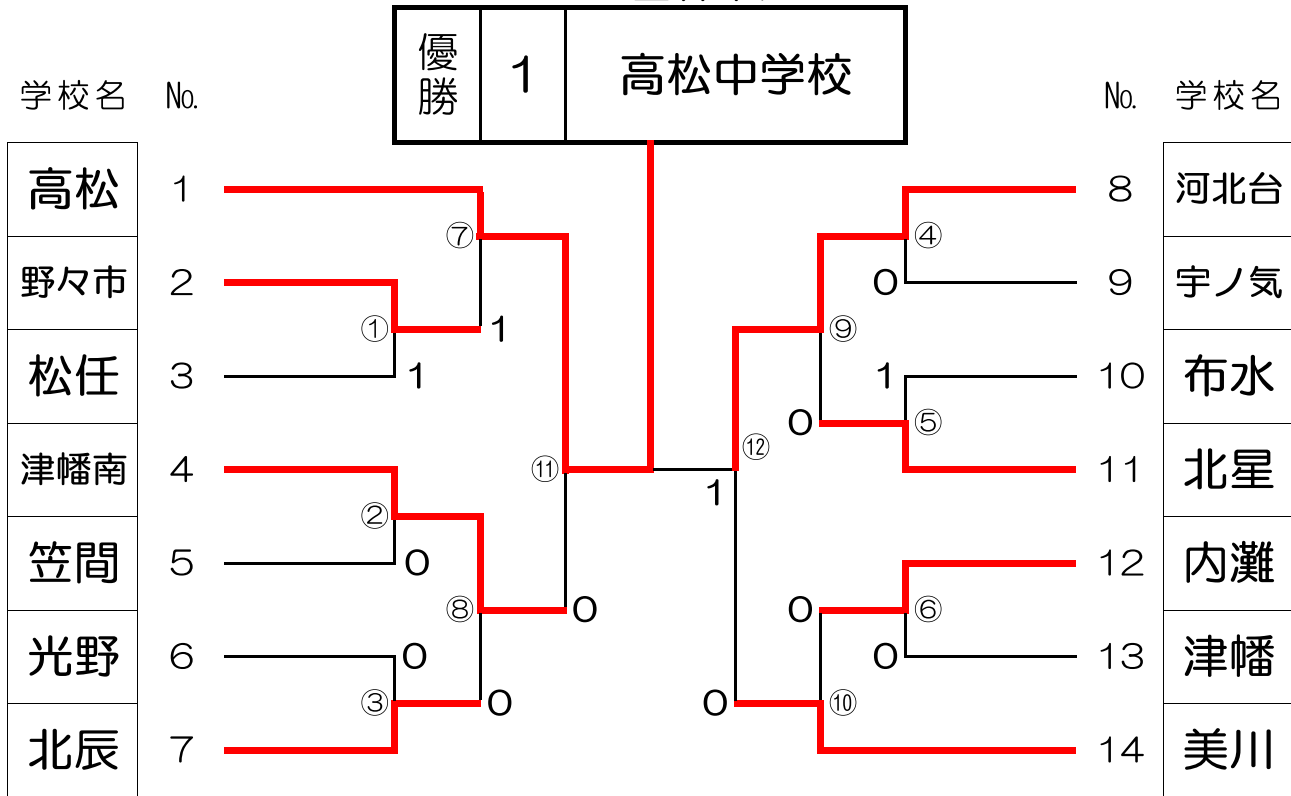 優勝 1 高松中学校
学校名 No.
No. 学校名
高松 1
野々市 2
松任 3
津幡南 4
笠間 5
光野 6
北辰 7
8 河北台
9 宇ノ気
10 布水
11 北星
12 内灘
13 津幡
14 美川
⑦
④
0
①
1
⑨
1
1
0
⑤
⑪
⑫
1
②
0
⑧
0
0
⑥
0
0
③
0
0
⑩